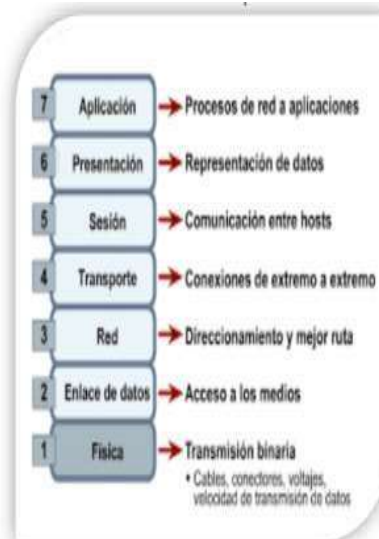 7 Aplicación Procesos de red a aplicaciones
6 Presentación Representación de datos
5 Sesión Comunicación entre hosts
4 Transporte Conexiones de extremo a extremo
3 Red Direccionamiento y mejor ruta
2 Enlace de datos Acceso a los medios
1 Física Transmisión binaria
• Cables, conectores, voltajes,
velocidad de transmisión de datos